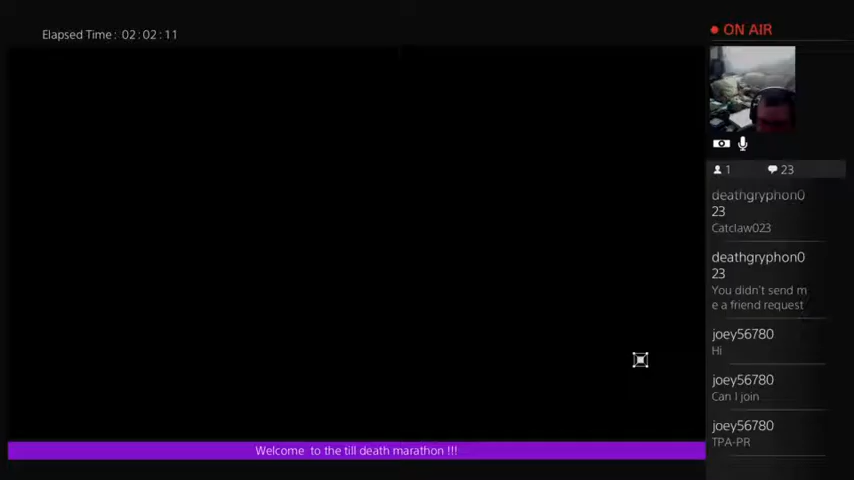 Elapsed Time: 02:02:11
ON AIR
1
23
deathgryphon0
23
Catclaw023
deathgryphon0
23
You didn't send m
e a friend request
joey56780
Hi
joey56780
Can I join
joey56780
TPA-PR
Welcome to the till death marathon !!!